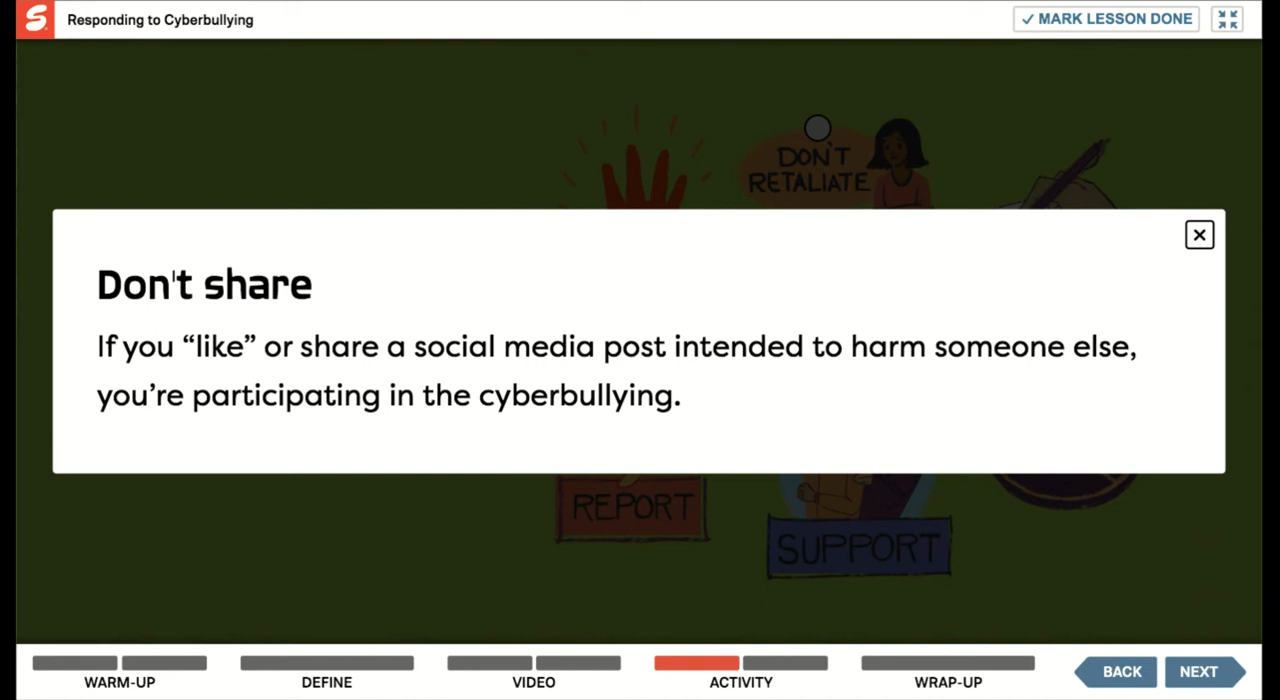 Responding to Cyberbullying
✓ MARK LESSON DONE
DON'T
RETALIATE
Don't share
If you “like” or share a social media post intended to harm someone else,
you’re participating in the cyberbullying.
REPORT
SUPPORT
WARM-UP
DEFINE
VIDEO
ACTIVITY
WRAP-UP
BACK
NEXT